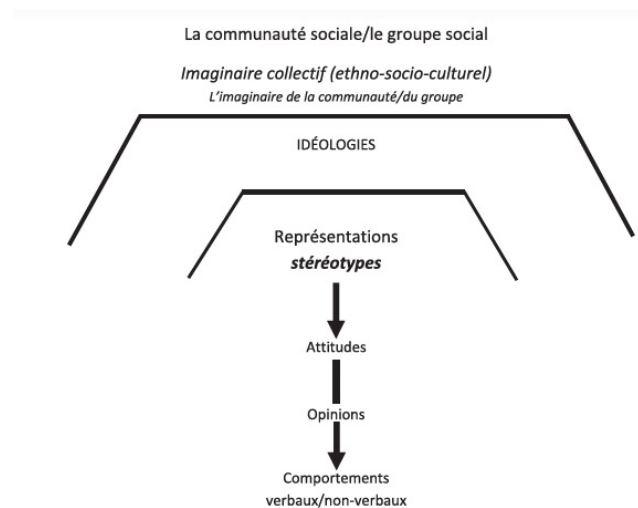 La communauté sociale/le groupe social
Imaginaire collectif (ethno-socio-culturel)
L'imaginaire de la communauté/du groupe
IDÉOLOGIES
Représentations
stéréotypes
Attitudes
Opinions
Comportements
verbaux/non-verbaux